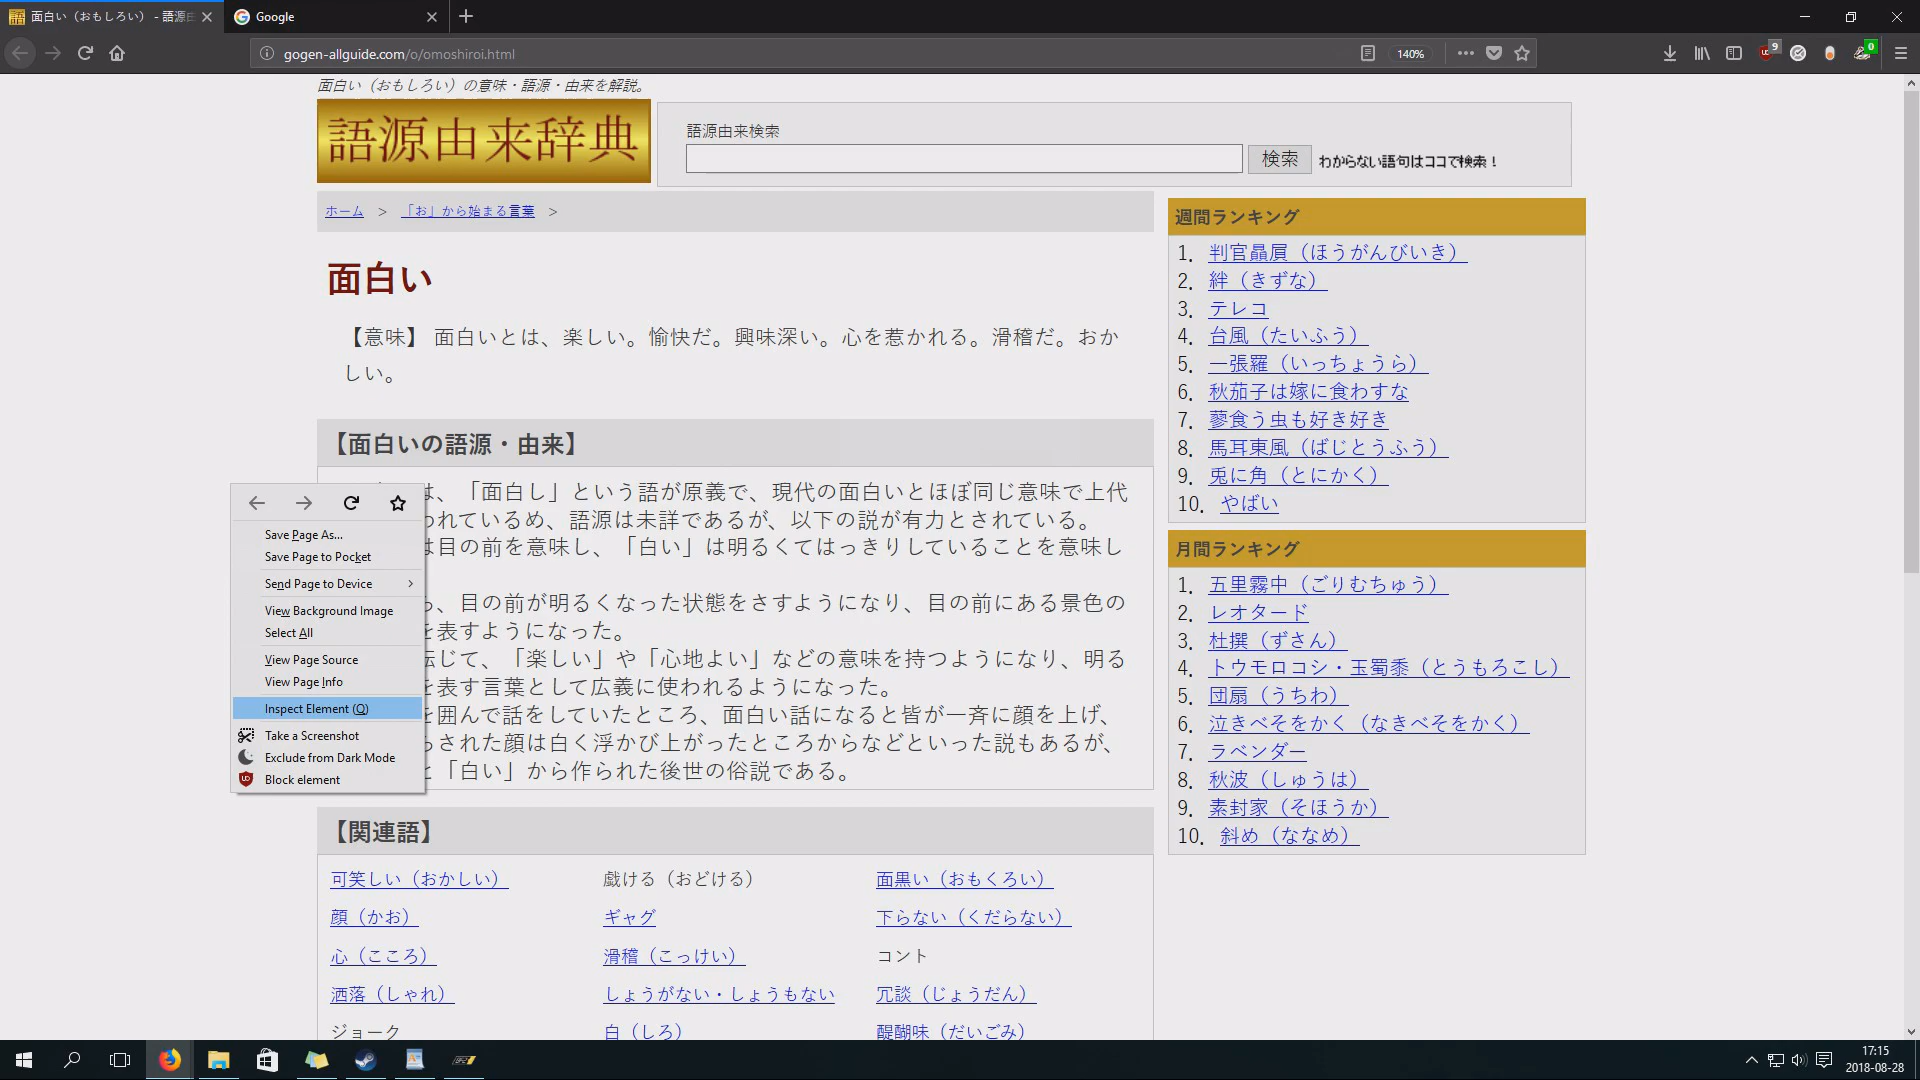 面白い（おもしろい） - 語源由
Google
gogen-allguide.com/o/omoshiroi.html
140%
9
0
面白い（おもしろい）の意味・語源・由来を解説。
語源由来辞典
語源由来検索
検索
わからない語句はココで検索！
ホーム > 「お」から始まる言葉 >
面白い
【意味】 面白いとは、楽しい。愉快だ。興味深い。心を惹かれる。滑稽だ。おか
しい。
【面白いの語源・由来】
は、「面白し」という語が原義で、現代の面白いとほぼ同じ意味で上代
われているめ、語源は未詳であるが、以下の説が有力とされている。
は目の前を意味し、「白い」は明るくてはっきりしていることを意味し
、目の前が明るくなった状態をさすようになり、目の前にある景色の
を表すようになった。
転じて、「楽しい」や「心地よい」などの意味を持つようになり、明る
を表す言葉として広義に使われるようになった。
を囲んで話をしていたところ、面白い話になると皆が一斉に顔を上げ、
らされた顔は白く浮かび上がったところからなどといった説もあるが、
と「白い」から作られた後世の俗説である。
Save Page As...
Save Page to Pocket
Send Page to Device
View Background Image
Select All
View Page Source
View Page Info
Inspect Element (Q)
Take a Screenshot
Exclude from Dark Mode
Block element
【関連語】
可笑しい（おかしい）
戯ける（おどける）
面黒い（おもくろい）
顔（かお）
ギャグ
下らない（くだらない）
心（こころ）
滑稽（こっけい）
コント
洒落（しゃれ）
しょうがない・しょうもない
冗談（じょうだん）
ジョーク
白（しろ）
醍醐味（だいごみ）
週間ランキング
1. 判官贔屓（ほうがんびいき）
2. 絆（きずな）
3. テレコ
4. 台風（たいふう）
5. 一張羅（いっちょうら）
6. 秋茄子は嫁に食わすな
7. 蓼食う虫も好き好き
8. 馬耳東風（ばじとうふう）
9. 兎に角（とにかく）
10. やばい
月間ランキング
1. 五里霧中（ごりむちゅう）
2. レオタード
3. 杜撰（ずさん）
4. トウモロコシ・玉蜀黍（とうもろこし）
5. 団扇（うちわ）
6. 泣きべそをかく（なきべそをかく）
7. ラベンダー
8. 秋波（しゅうは）
9. 素封家（そほうか）
10. 斜め（ななめ）
17:15
2018-08-28